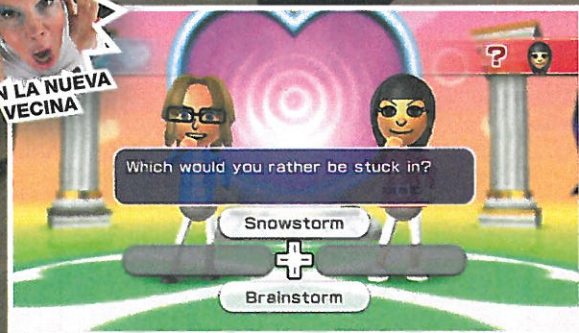 N LA NUEVA
VECINA
?
Which would you rather be stuck in?
Snowstorm
Brainstorm